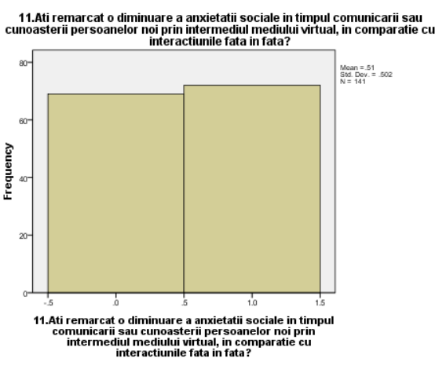 11.Ati remarcat o diminuare a anxietatii sociale in timpul comunicarii sau
cunoasterii persoanelor noi prin intermediul mediului virtual, in comparatie cu
interactiunile fata in fata?
Mean =.51
Std. Dev. = .502
N = 141
80
60
40
20
0
Frequency
-.5 .0 .5 1.0 1.5
11.Ati remarcat o diminuare a anxietatii sociale in timpul
comunicarii sau cunoasterii persoanelor noi prin
intermediul mediului virtual, in comparatie cu
interactiunile fata in fata?